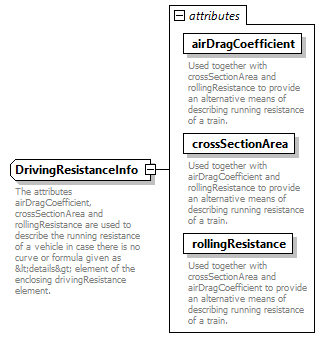 attributes
airDragCoefficient
Used together with
crossSectionArea and
rollingResistance to provide
an alternative means of
describing running resistance
of a train.
crossSectionArea
Used together with
airDragCoefficient and
rollingResistance to provide
an alternative means of
describing running resistance
of a train.
DrivingResistanceInfo
The attributes
airDragCoefficient,
crossSectionArea and
rollingResistance are used to
describe the running resistance
of a vehicle in case there is no
curve or formula given as
&lt;details&gt; element of the
enclosing drivingResistance
element.
rollingResistance
Used together with
crossSectionArea and
airDragCoefficient to provide
an alternative means of
describing running resistance
of a train.